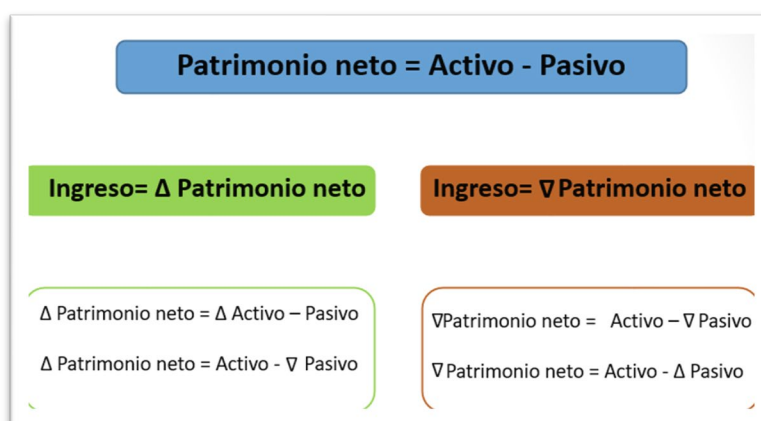 Patrimonio neto = Activo - Pasivo
Ingreso= Δ Patrimonio neto
Ingreso= ∇ Patrimonio neto
Δ Patrimonio neto = Δ Activo – Pasivo
Δ Patrimonio neto = Activo - ∇ Pasivo
∇Patrimonio neto = Activo – ∇ Pasivo
∇ Patrimonio neto = Activo - Δ Pasivo